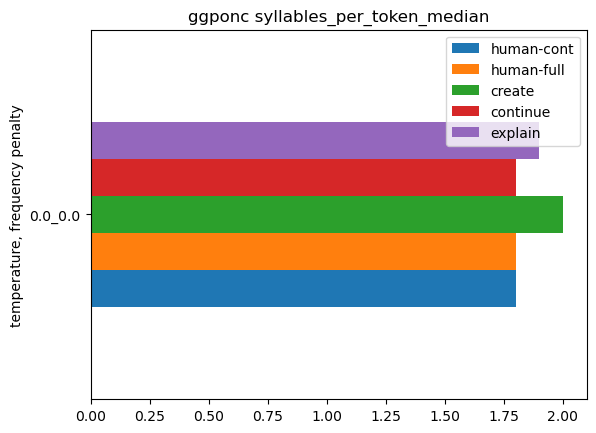 ggponc syllables_per_token_median
human-cont
human-full
create
continue
explain
temperature, frequency penalty
0.0_0.0
0.00 0.25 0.50 0.75 1.00 1.25 1.50 1.75 2.00